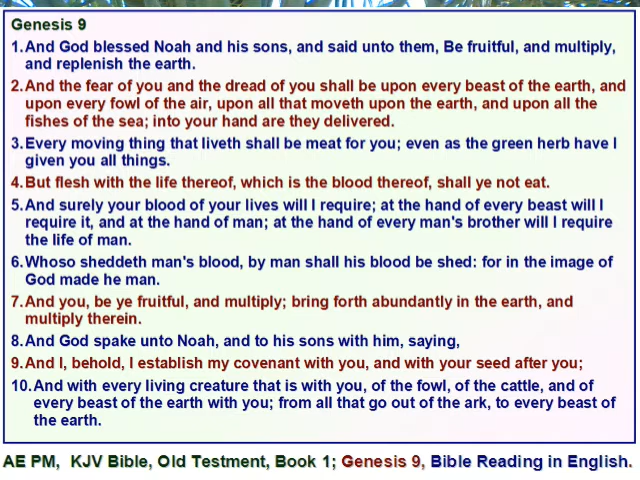 Genesis 9
1.And God blessed Noah and his sons, and said unto them, Be fruitful, and multiply,
and replenish the earth.
2.And the fear of you and the dread of you shall be upon every beast of the earth, and
upon every fowl of the air, upon all that moveth upon the earth, and upon all the
fishes of the sea; into your hand are they delivered.
3.Every moving thing that liveth shall be meat for you; even as the green herb have I
given you all things.
4.But flesh with the life thereof, which is the blood thereof, shall ye not eat.
5.And surely your blood of your lives will I require; at the hand of every beast will I
require it, and at the hand of man; at the hand of every man's brother will I require
the life of man.
6.Whoso sheddeth man's blood, by man shall his blood be shed: for in the image of
God made he man.
7.And you, be ye fruitful, and multiply; bring forth abundantly in the earth, and
multiply therein.
8.And God spake unto Noah, and to his sons with him, saying,
9.And I, behold, I establish my covenant with you, and with your seed after you;
10.And with every living creature that is with you, of the fowl, of the cattle, and of
every beast of the earth with you; from all that go out of the ark, to every beast of
the earth.
AE PM, KJV Bible, Old Testment, Book 1; Genesis 9, Bible Reading in English.